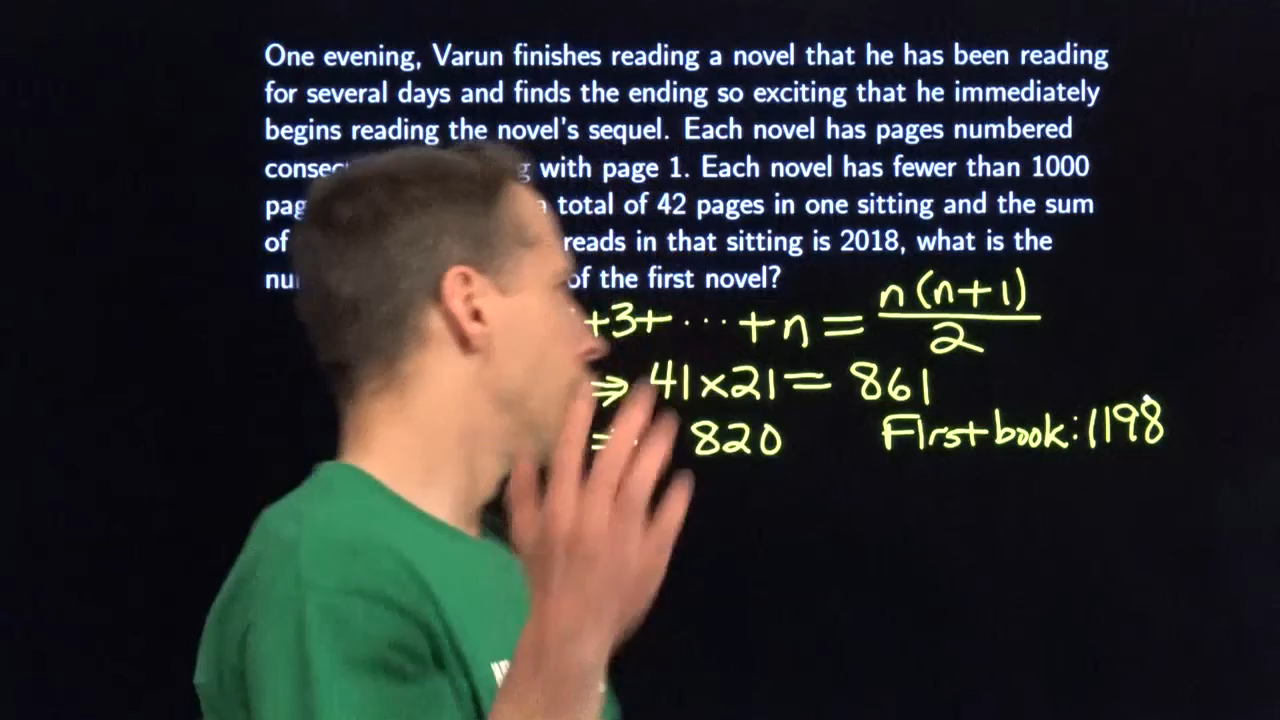 One evening, Varun finishes reading a novel that he has been reading
for several days and finds the ending so exciting that he immediately
begins reading the novel's sequel. Each novel has pages numbered
with page 1. Each novel has fewer than 1000
total of 42 pages in one sitting and the sum
of reads in that sitting is 2018, what is the
of the first novel?
+3+ ... +n = n(n+1)/2
⇒ 41×21 = 861
= 820 First book: 1198